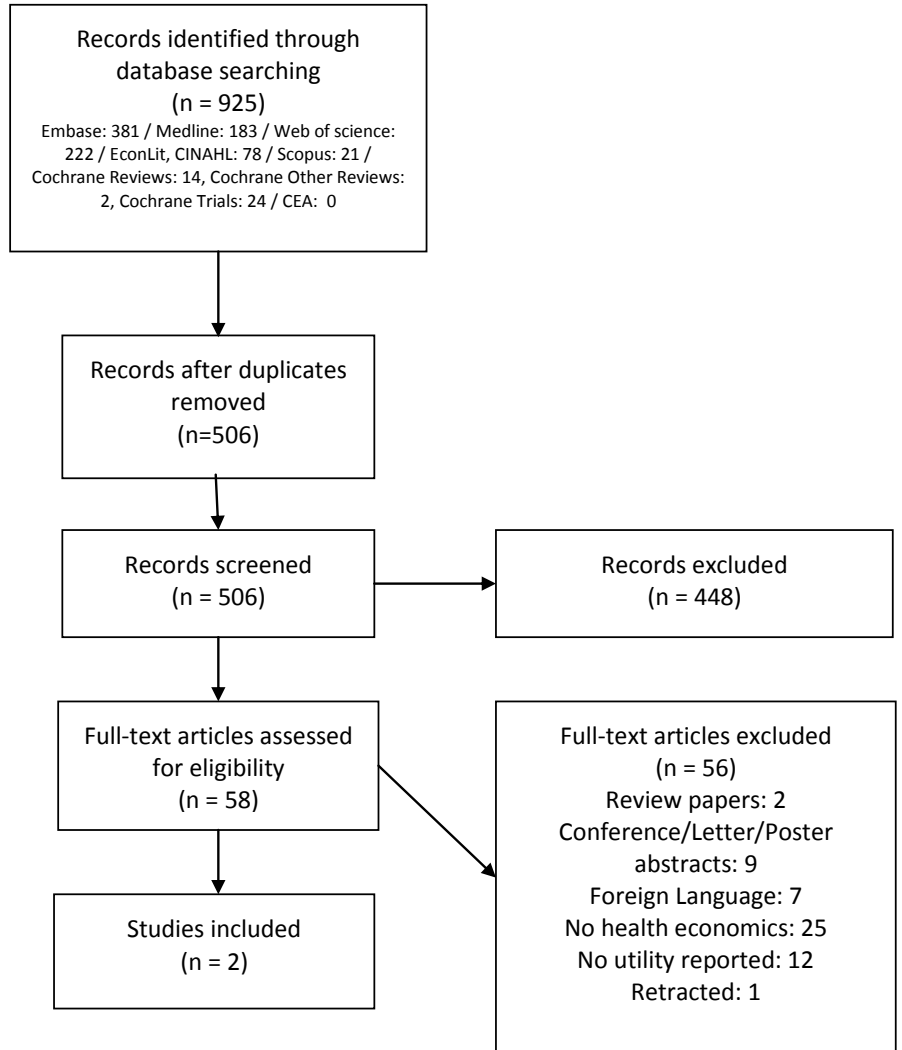 Records identified through
database searching
(n = 925)
Embase: 381 / Medline: 183 / Web of science:
222 / EconLit, CINAHL: 78 / Scopus: 21 /
Cochrane Reviews: 14, Cochrane Other Reviews:
2, Cochrane Trials: 24 / CEA: 0
Records after duplicates
removed
(n=506)
Records screened
(n = 506)
Records excluded
(n = 448)
Full-text articles assessed
for eligibility
(n = 58)
Full-text articles excluded
(n = 56)
Review papers: 2
Conference/Letter/Poster
abstracts: 9
Foreign Language: 7
No health economics: 25
No utility reported: 12
Retracted: 1
Studies included
(n = 2)